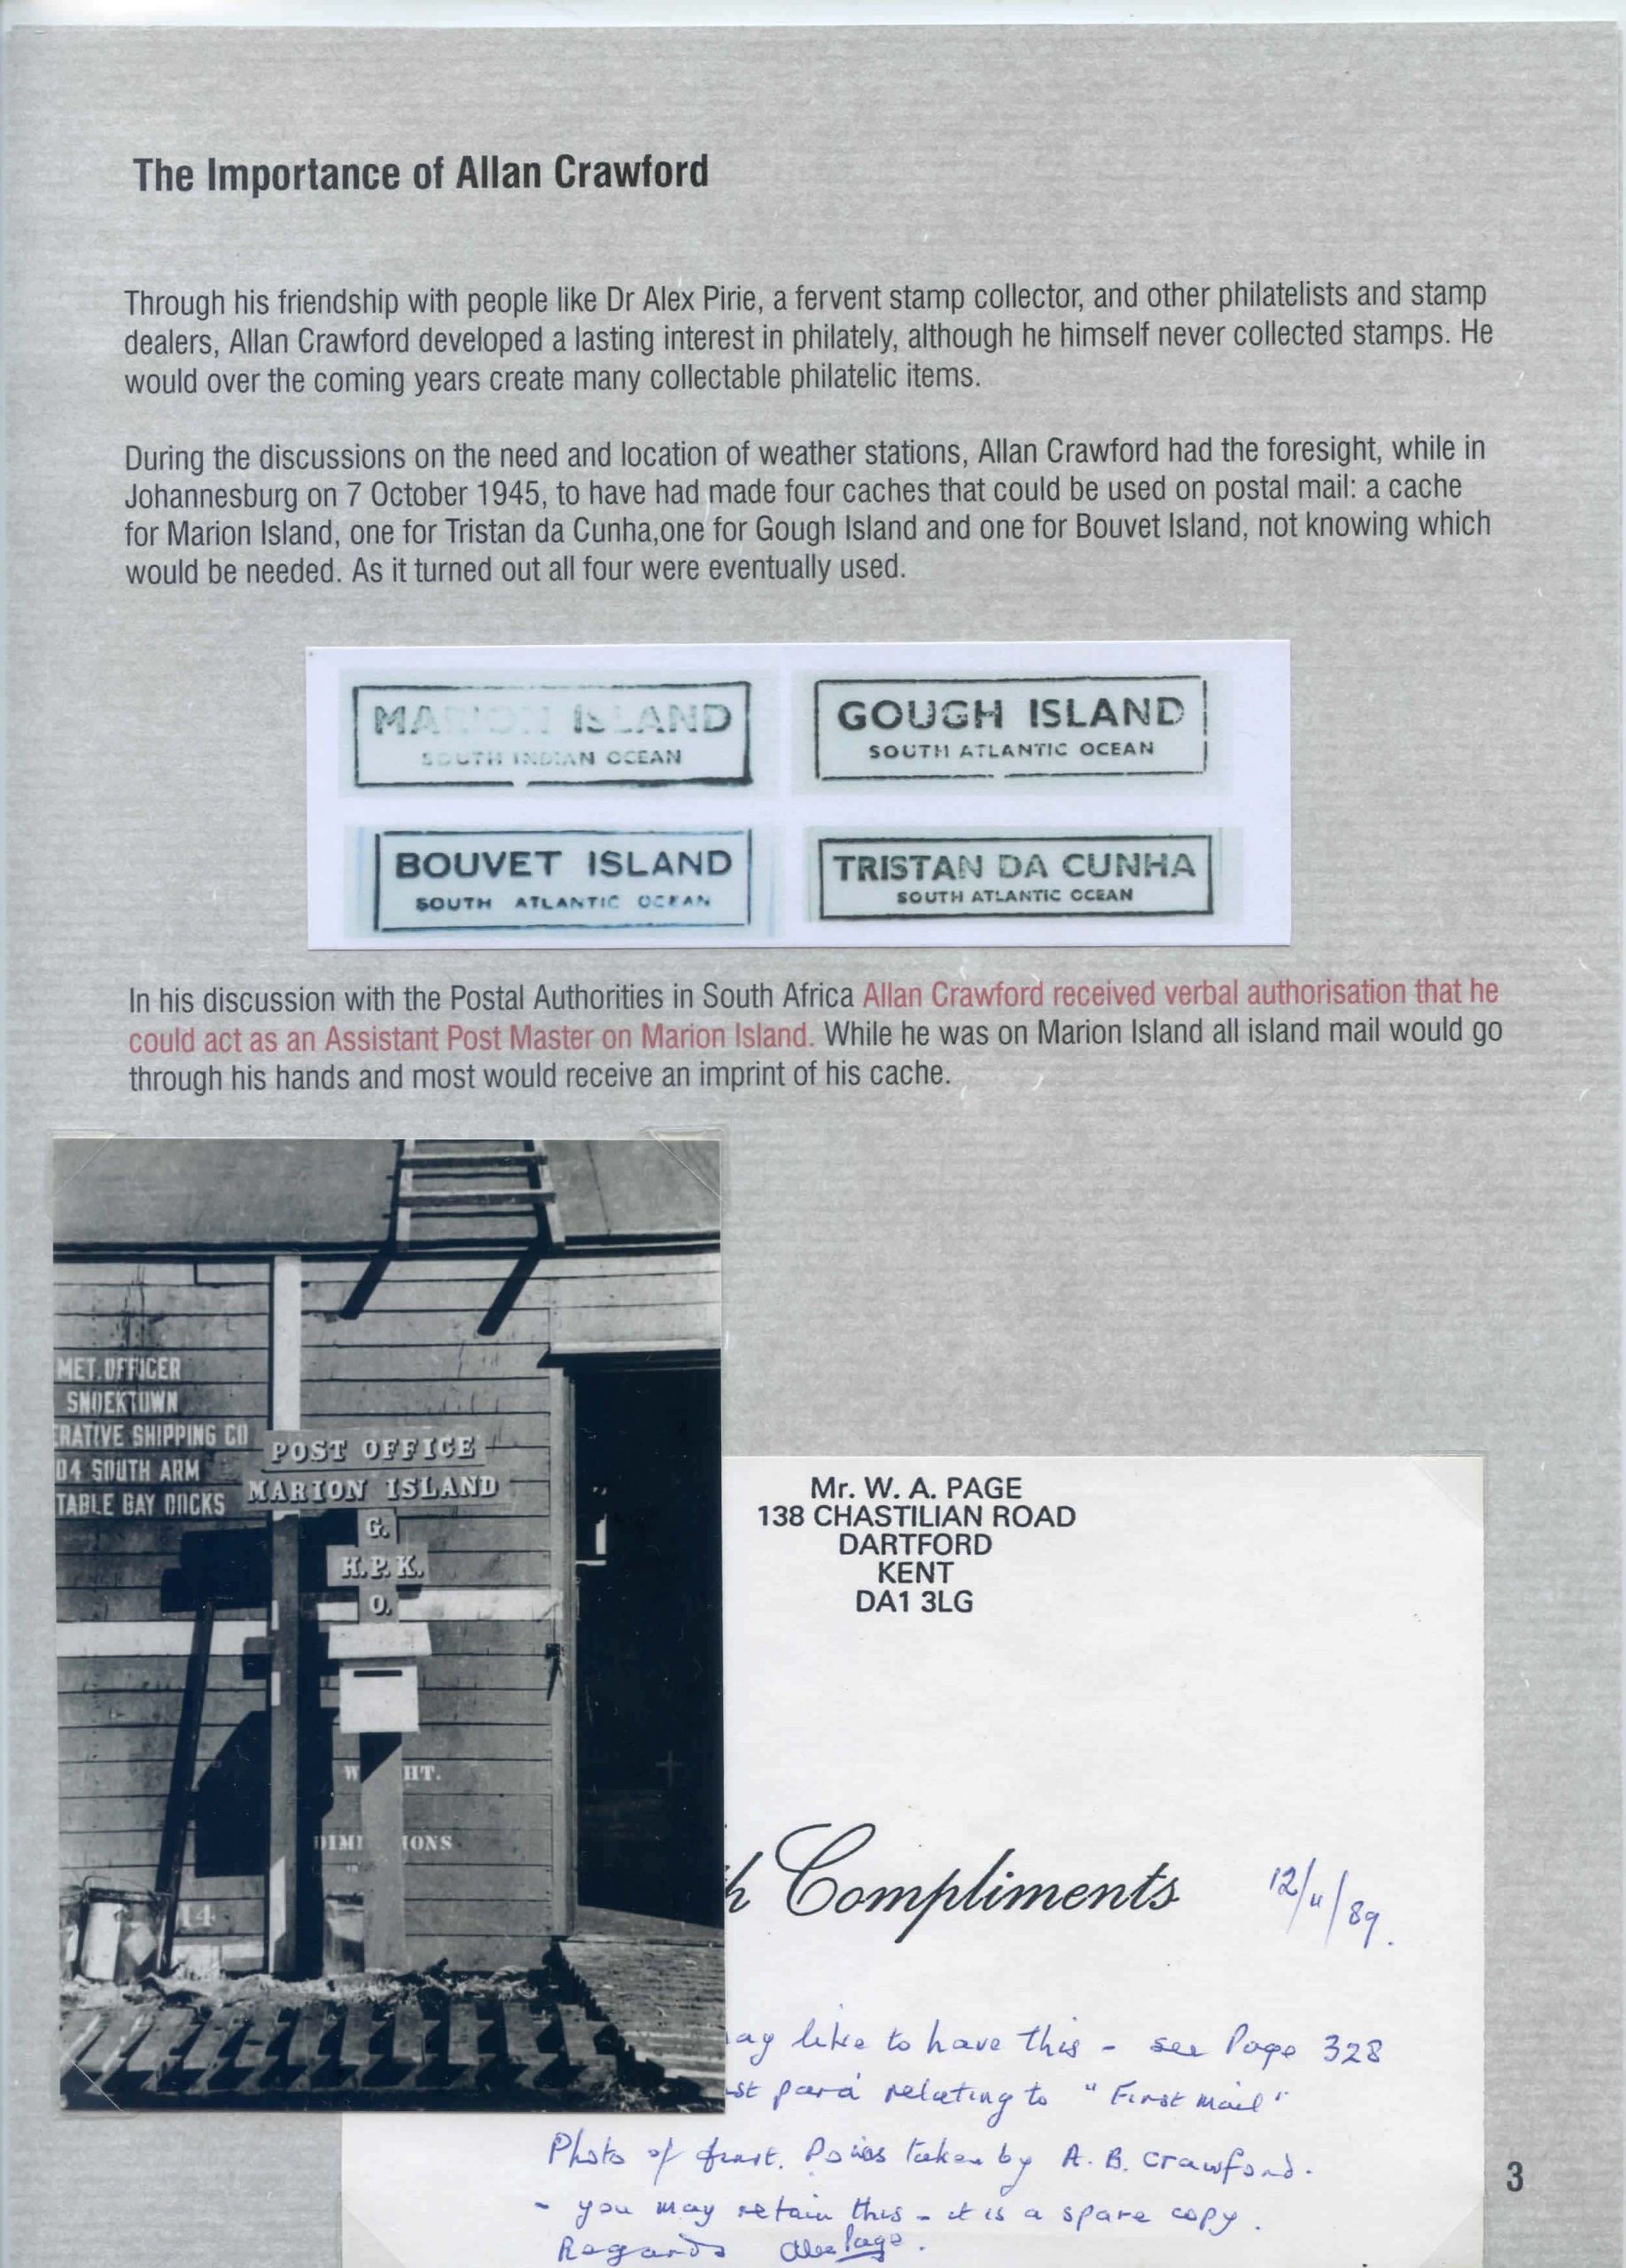 The Importance of Allan Crawford
Through his friendship with people like Dr Alex Pirie, a fervent stamp collector, and other philatelists and stamp
dealers, Allan Crawford developed a lasting interest in philately, although he himself never collected stamps. He
would over the coming years create many collectable philatelic items.
During the discussions on the need and location of weather stations, Allan Crawford had the foresight, while in
Johannesburg on 7 October 1945, to have had made four caches that could be used on postal mail: a cache
for Marion Island, one for Tristan da Cunha,one for Gough Island and one for Bouvet Island, not knowing which
would be needed. As it turned out all four were eventually used.
MARION ISLAND
SOUTH INDIAN OCEAN
GOUGH ISLAND
SOUTH ATLANTIC OCEAN
BOUVET ISLAND
SOUTH ATLANTIC OCEAN
TRISTAN DA CUNHA
SOUTH ATLANTIC OCEAN
In his discussion with the Postal Authorities in South Africa Allan Crawford received verbal authorisation that he
could act as an Assistant Post Master on Marion Island. While he was on Marion Island all island mail would go
through his hands and most would receive an imprint of his cache.
MET. OFFICER
SNOEKTOWN
ERATIVE SHIPPING CO
04 SOUTH ARM
TABLE BAY DOCKS
POST OFFICE
MARION ISLAND
G.
H.P.K.
O.
W HT.
DIME IONS
14
Mr. W. A. PAGE
138 CHASTILIAN ROAD
DARTFORD
KENT
DA1 3LG
h Compliments
12/11/89.
ay like to have this - see Page 328
st para relating to "First Mail"
Photo of first. P.O. was taken by A. B. Crawford.
- you may retain this - it is a spare copy.
Regards Page.
3